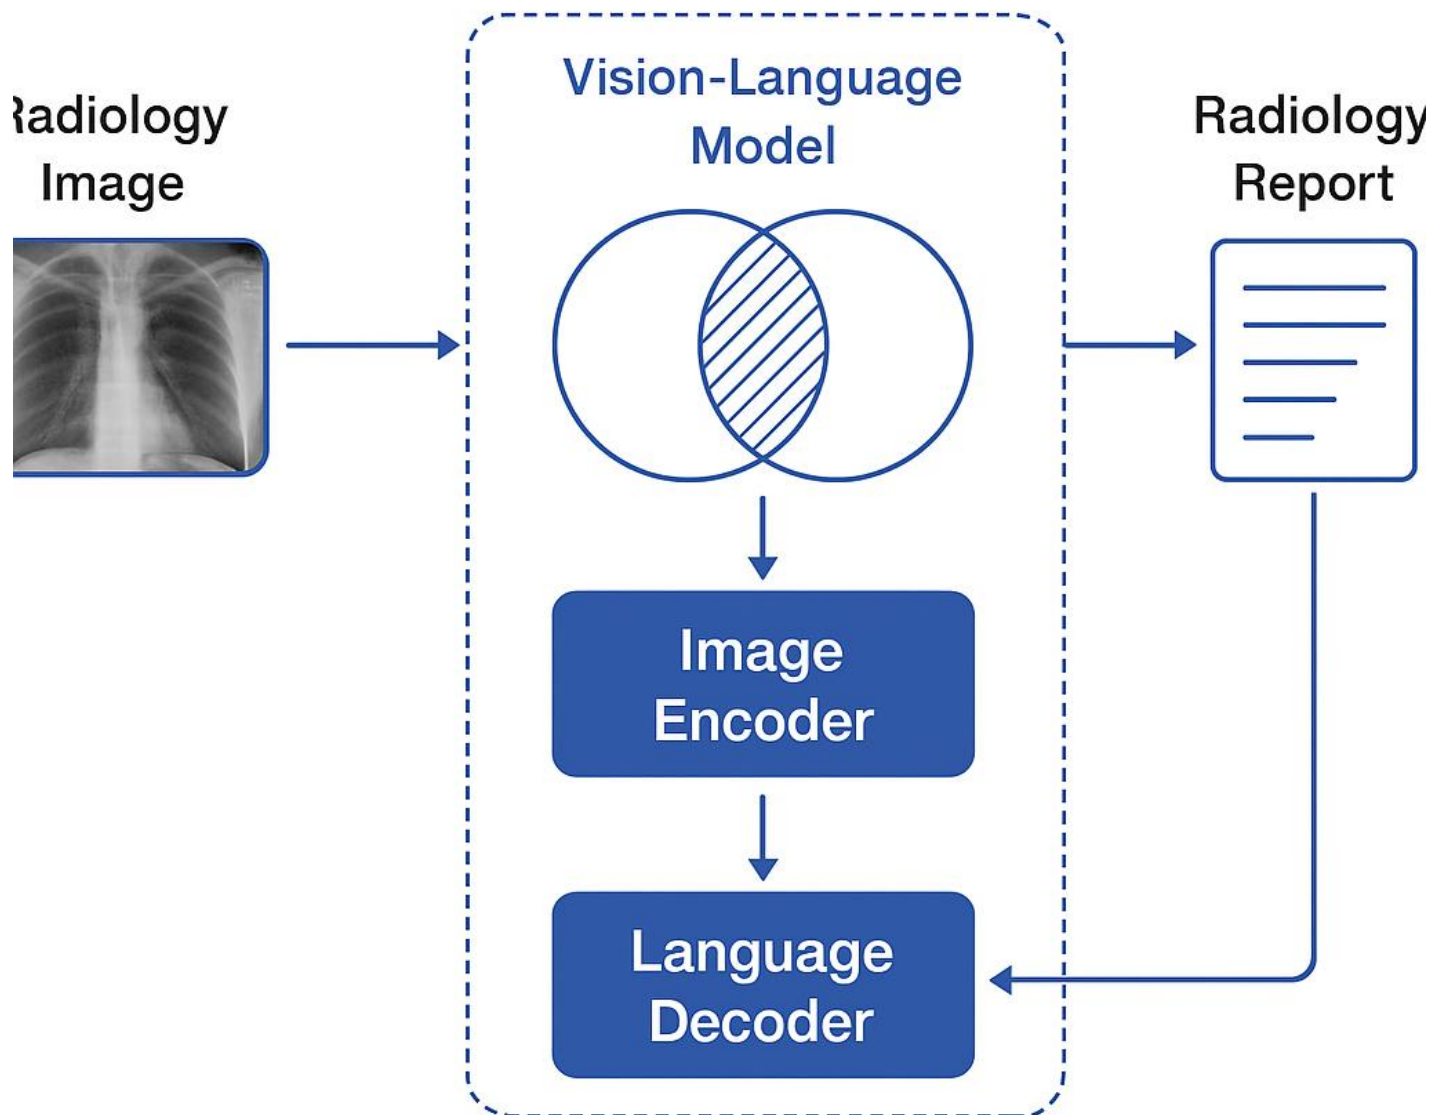 Radiology
Image
Vision-Language
Model
Radiology
Report
Image
Encoder
Language
Decoder